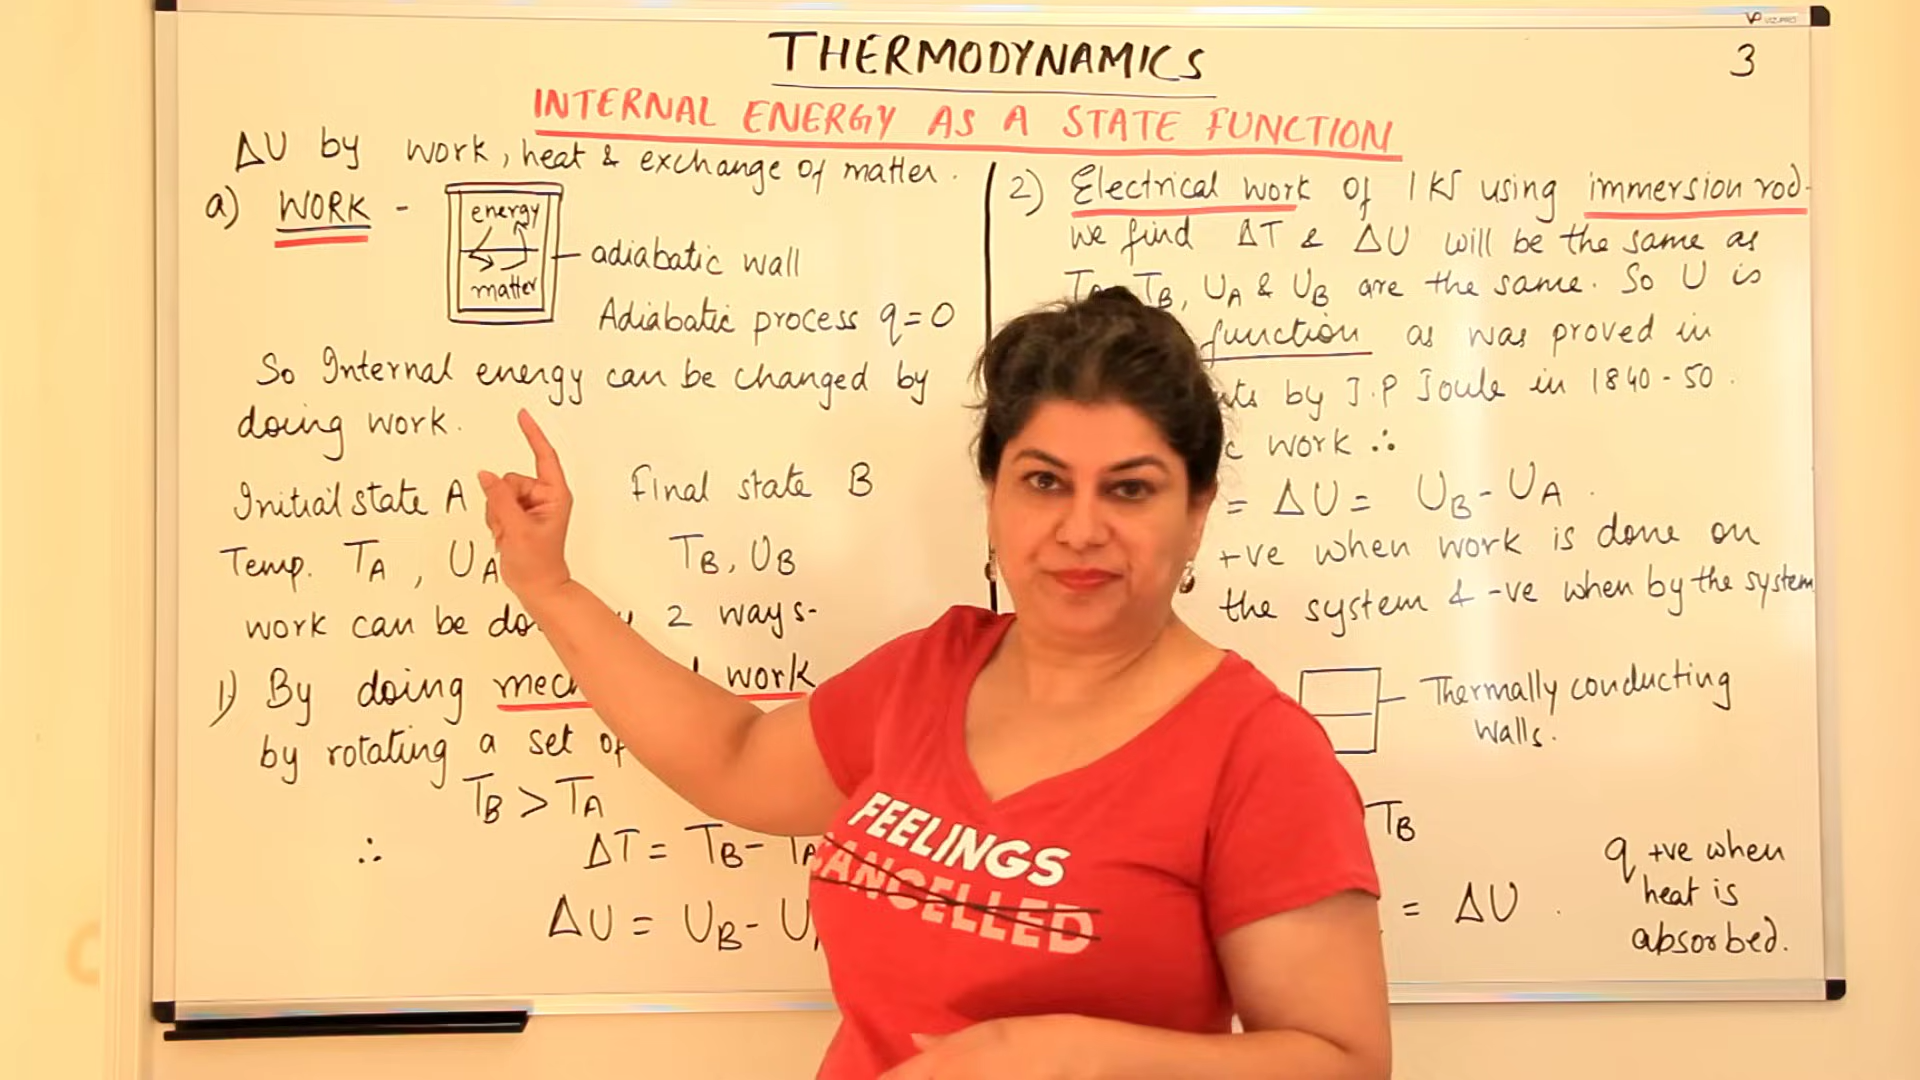 VIZ-PRO
THERMODYNAMICS
3
INTERNAL ENERGY AS A STATE FUNCTION
ΔU by work, heat & exchange of matter.
a) WORK -
energy
matter
adiabatic wall
Adiabatic process q=0
So Internal energy can be changed by
doing work.
Initial state A
Final state B
Temp. TA, UA
TB, UB
work can be 2 ways-
1) By doing work
by rotating a set of
TB > TA
∴
ΔT = TB - TA
ΔU = UB - U
2) Electrical work of 1 KJ using immersion rod.
we find ΔT & ΔU will be the same as
TB, UA & UB are the same. So U is
function as was proved in
by J.P Joule in 1840-50.
work ∴
= ΔU = UB - UA.
+ve when work is done on
the system & -ve when by the system
Thermally conducting
walls.
TB
= ΔU.
q +ve when
heat is
absorbed.
FEELINGS
CANCELLED